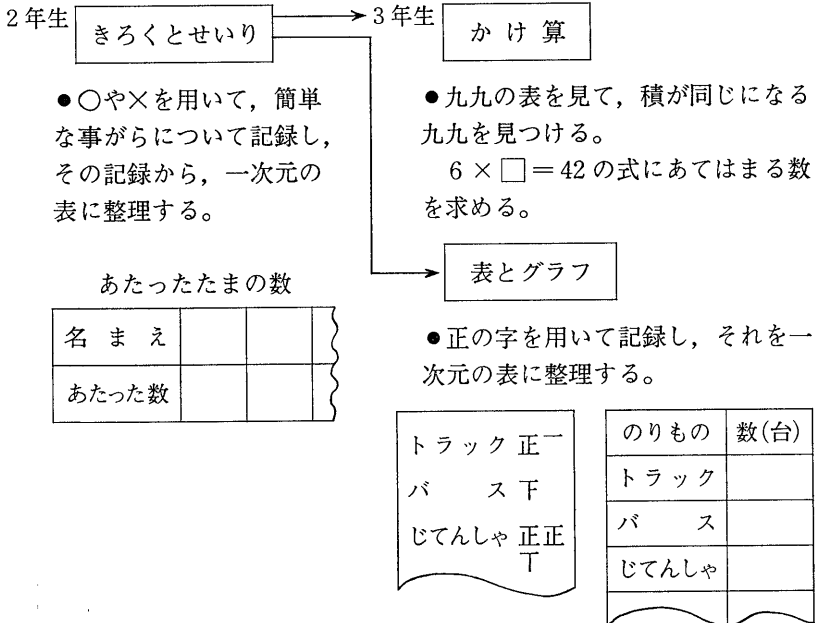 2年生
きろくとせいり
●○や×を用いて，簡単
な事がらについて記録し，
その記録から，一次元の
表に整理する。
あたったたまの数
名まえ
あたった数
3年生
かけ算
●九九の表を見て，積が同じになる
九九を見つける。
6×□＝42の式にあてはまる数
を求める。
表とグラフ
●正の字を用いて記録し，それを一
次元の表に整理する。
トラック 正一
バス 下
じてんしゃ 正正
丅
のりもの 数(台)
トラック
バス
じてんしゃ